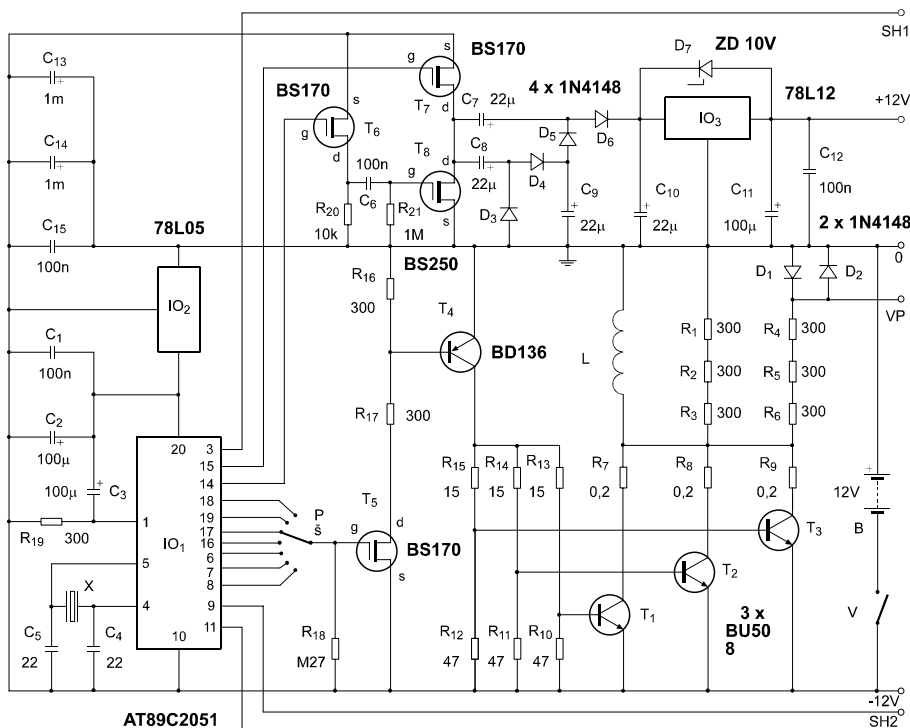 SH1
C13
1m
BS170
s
g
T7
d
BS170
s
g
T6
d
C7
22µ
4 x 1N4148
D7
ZD 10V
IO3
78L12
+12V
D5
D6
C14
1m
100n
C6
T8
g
d
s
C8
22µ
D4
D3
C9
22µ
C10
22µ
C11
100µ
C12
100n
R20
10k
R21
1M
C15
100n
78L05
BS250
2 x 1N4148
0
IO2
R16
300
T4
BD136
D1
D2
VP
C1
100n
L
R1
300
R4
300
R2
300
R5
300
R3
300
R6
300
R17
300
C2
100µ
100µ
C3
20
3
15
14
18
19
17
16
6
7
8
9
11
1
5
4
10
IO1
P
š
R19
300
X
C5
22
C4
22
T5
g
d
s
BS170
R18
M27
R15
15
R14
15
R13
15
R7
0,2
R8
0,2
R9
0,2
T3
T2
T1
12V
B
V
3 x
BU50
8
R12
47
R11
47
R10
47
-12V
SH2
AT89C2051